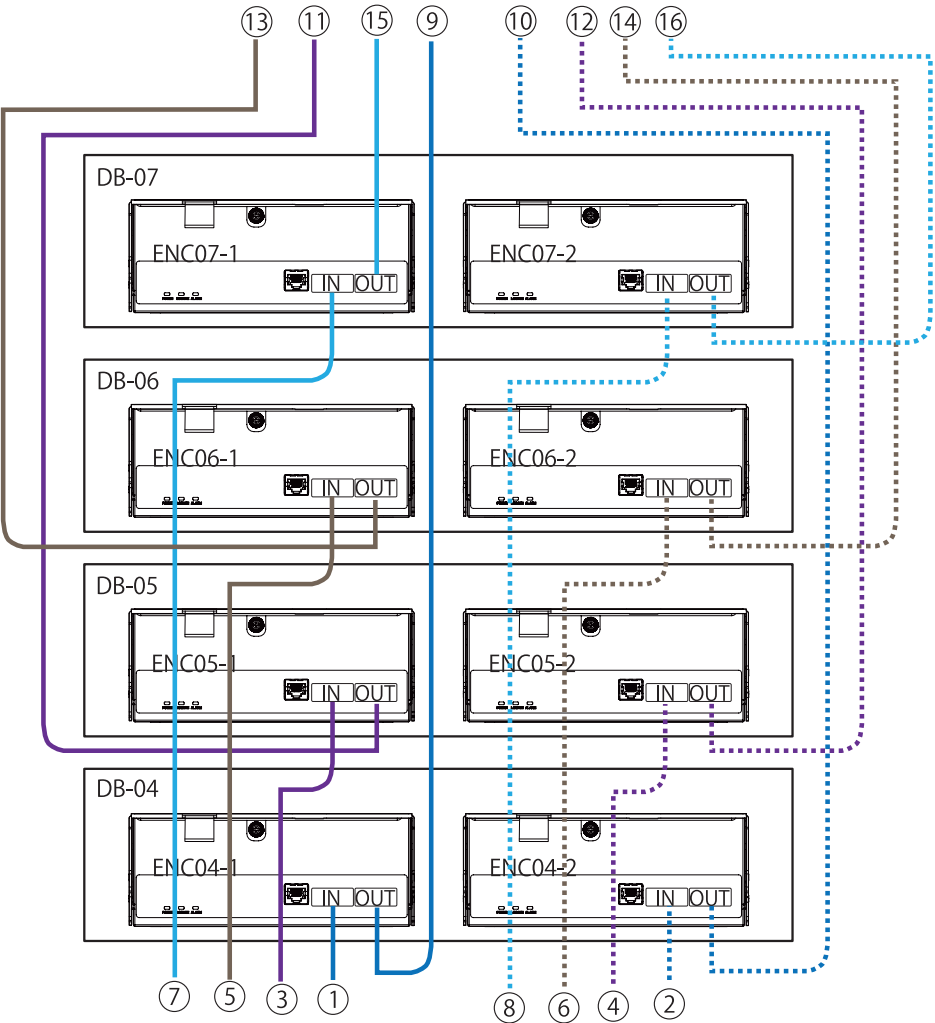 ⑬ ⑪ ⑮ ⑨ ⑩ ⑫ ⑭ ⑯
DB-07
ENC07-1 ENC07-2
IN OUT IN OUT
DB-06
ENC06-1 ENC06-2
IN OUT IN OUT
DB-05
ENC05-1 ENC05-2
IN OUT IN OUT
DB-04
ENC04-1 ENC04-2
IN OUT IN OUT
⑦ ⑤ ③ ① ⑧ ⑥ ④ ②